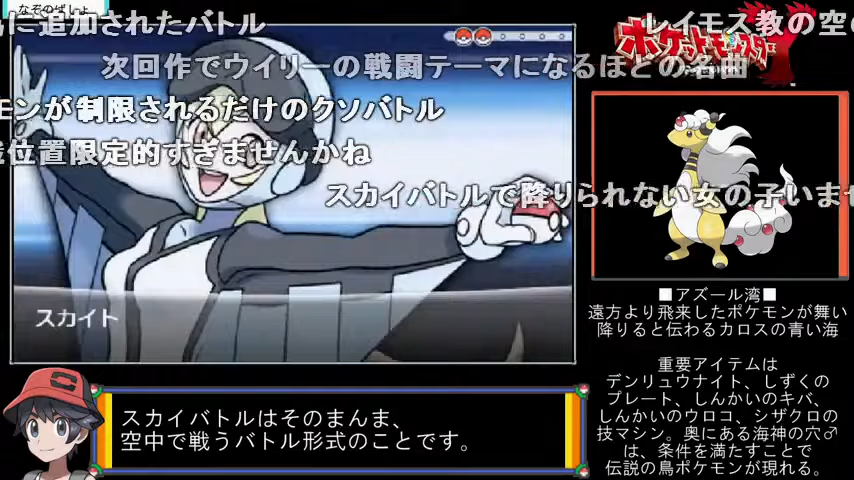 なぞのばしょ
に追加されたバトル
レイモス教の空の
次回作でウイリーの戦闘テーマになるほどの名曲
モンが制限されるだけのクソバトル
位置限定的すぎませんかね
スカイバトルで降りられない女の子いませ
ポケットモンスター
スカイト
■アズール湾■
遠方より飛来したポケモンが舞い
降りると伝わるカロスの青い海
重要アイテムは
デンリュウナイト、しずくの
プレート、しんかいのキバ、
しんかいのウロコ、シザクロの
技マシン。奥にある海神の穴♂
は、条件を満たすことで
伝説の鳥ポケモンが現れる。
スカイバトルはそのまんま、
空中で戦うバトル形式のことです。